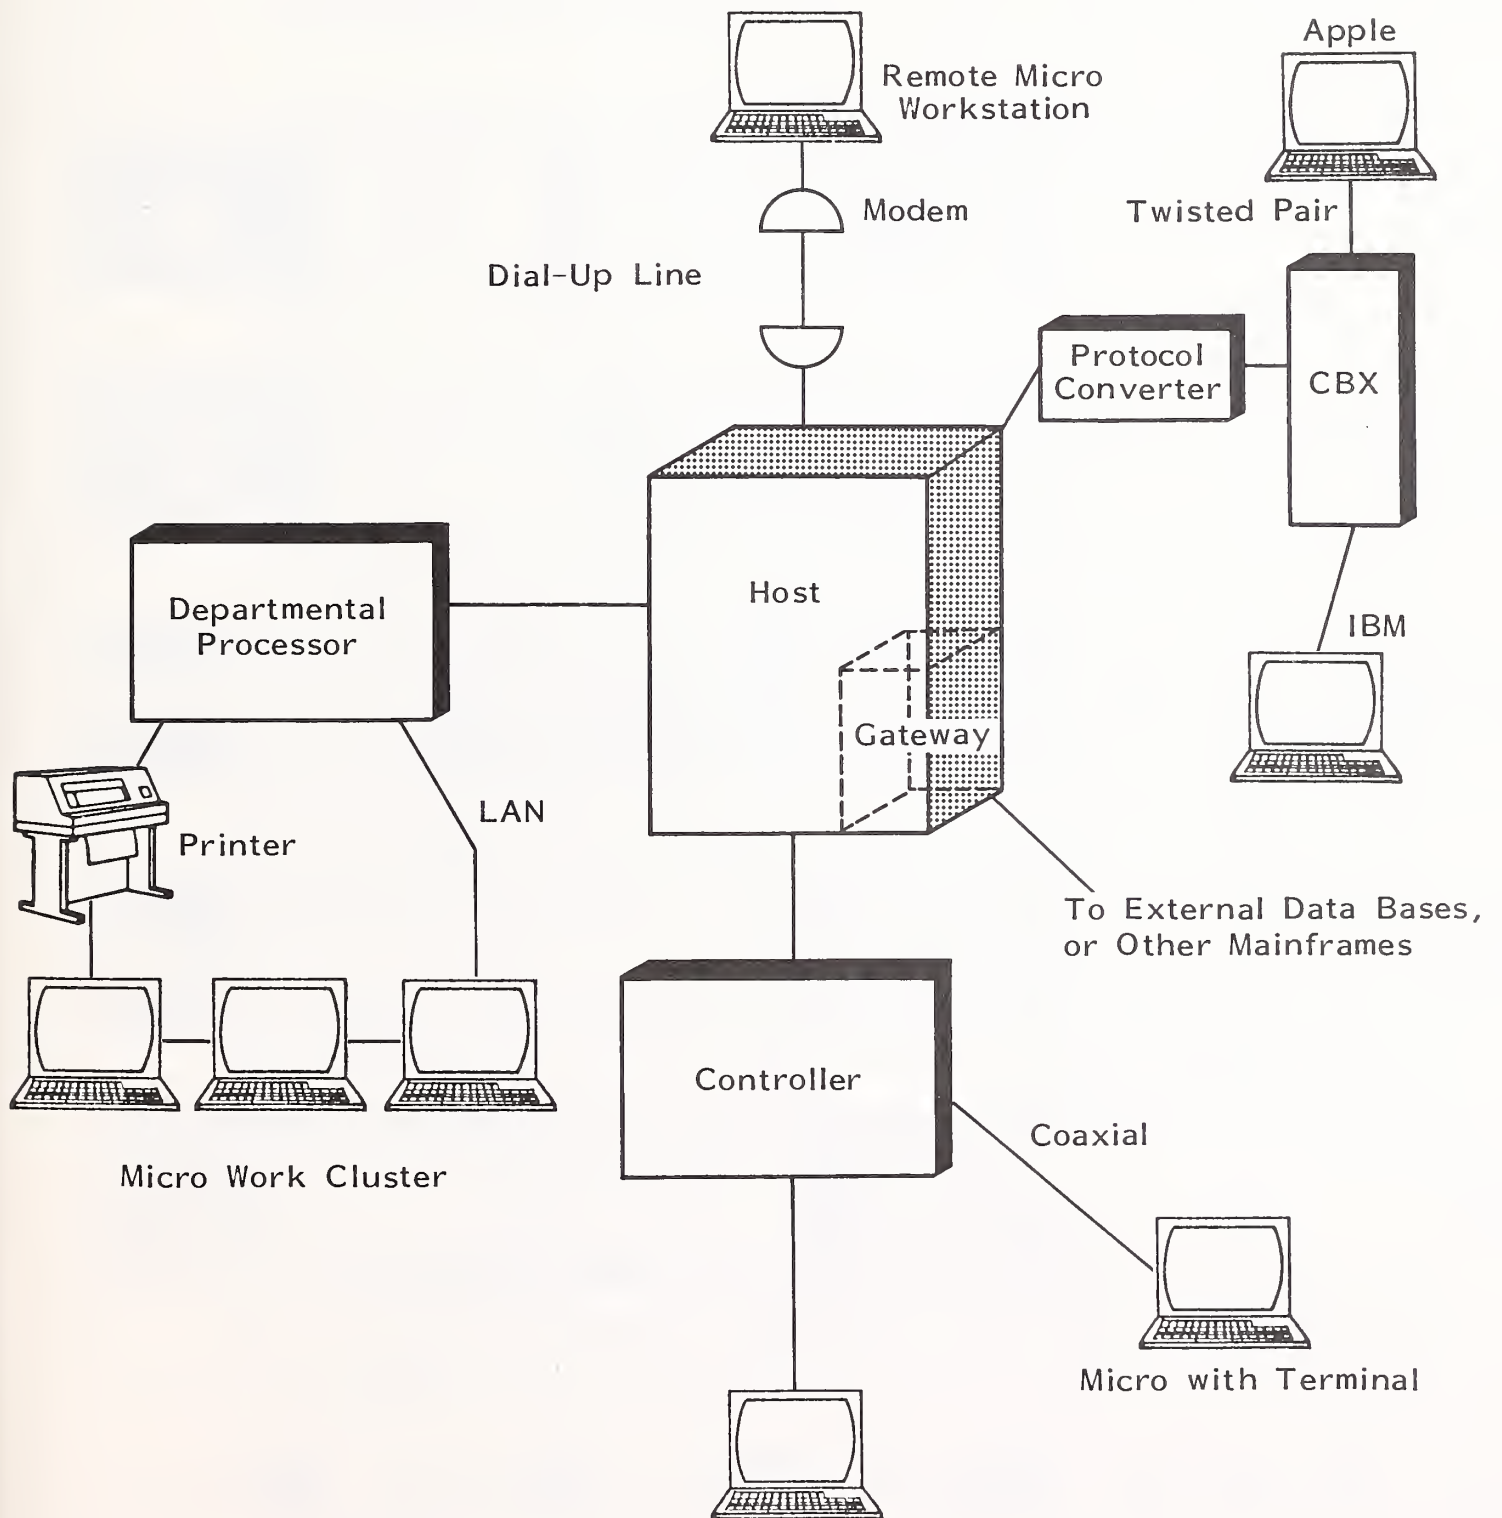 Apple
Remote Micro
Workstation
Twisted Pair
Modem
Dial-Up Line
Protocol
Converter
CBX
Host
Departmental
Processor
IBM
Gateway
LAN
Printer
To External Data Bases,
or Other Mainframes
Controller
Coaxial
Micro Work Cluster
Micro with Terminal